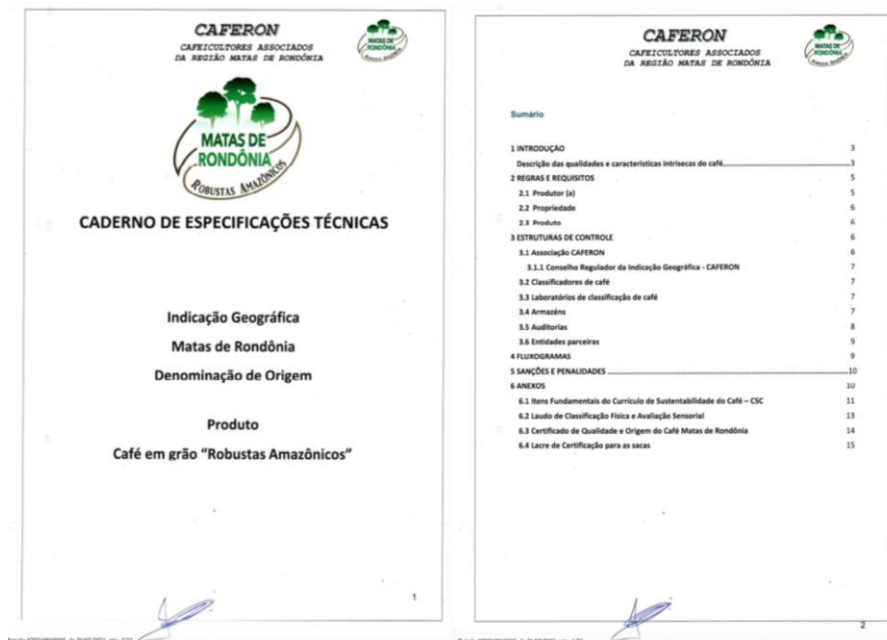 CAFERON
CAFEICULTORES ASSOCIADOS
DA REGIÃO MATAS DE RONDÔNIA
MATAS DE
RONDÔNIA
MATAS DE
RONDÔNIA
ROBUSTAS AMAZÔNICOS
CADERNO DE ESPECIFICAÇÕES TÉCNICAS
Indicação Geográfica
Matas de Rondônia
Denominação de Origem
Produto
Café em grão “Robustas Amazônicos”
1
CAFERON
CAFEICULTORES ASSOCIADOS
DA REGIÃO MATAS DE RONDÔNIA
MATAS DE
RONDÔNIA
Sumário
1 INTRODUÇÃO 3
Descrição das qualidades e características intrísecas do café 3
2 REGRAS E REQUISITOS 5
2.1 Produtor (a) 5
2.2 Propriedade 6
2.3 Produto 6
3 ESTRUTURAS DE CONTROLE 6
3.1 Associação CAFERON 6
3.1.1 Conselho Regulador da Indicação Geográfica - CAFERON 7
3.2 Classificadores de café 7
3.3 Laboratórios de classificação de café 7
3.4 Armazéns 7
3.5 Auditorias 8
3.6 Entidades parceiras 9
4 FLUXOGRAMAS 9
5 SANÇÕES E PENALIDADES 10
6 ANEXOS 10
6.1 Itens Fundamentais do Currículo de Sustentabilidade do Café – CSC 11
6.2 Laudo de Classificação Física e Avaliação Sensorial 13
6.3 Certificado de Qualidade e Origem do Café Matas de Rondônia 14
6.4 Lacre de Certificação para as sacas 15
2